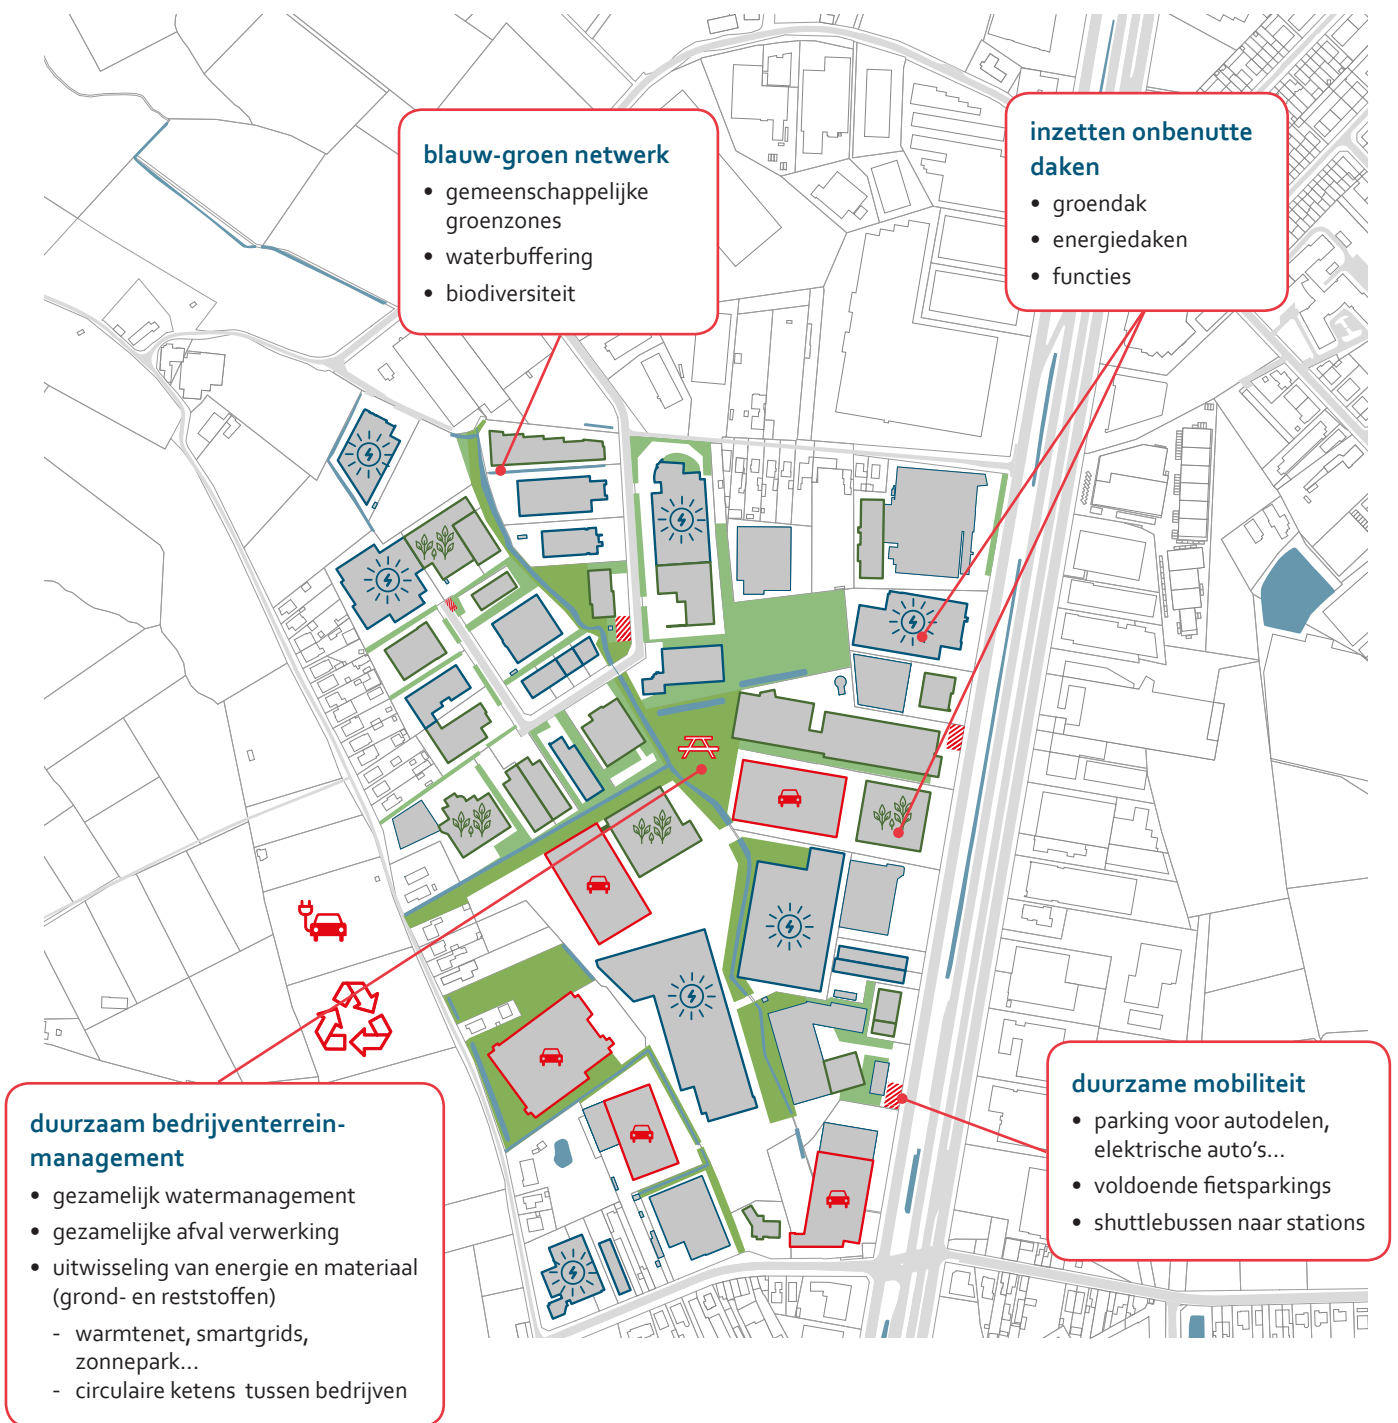 blauw-groen netwerk
• gemeenschappelijke
groenzones
• waterbuffering
• biodiversiteit
inzetten onbenutte
daken
• groendak
• energiedaken
• functies
duurzaam bedrijventerrein-
management
• gezamelijk watermanagement
• gezamelijke afval verwerking
• uitwisseling van energie en materiaal
(grond- en reststoffen)
- warmtenet, smartgrids,
zonnepark...
- circulaire ketens tussen bedrijven
duurzame mobiliteit
• parking voor autodelen,
elektrische auto's...
• voldoende fietsparkings
• shuttlebussen naar stations